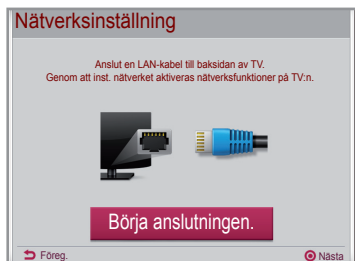 Nätverksinställning
Anslut en LAN-kabel till baksidan av TV.
Genom att inst. nätverket aktiveras nätverksfunktioner på TV:n.
Börja anslutningen.
Föreg.
Nästa